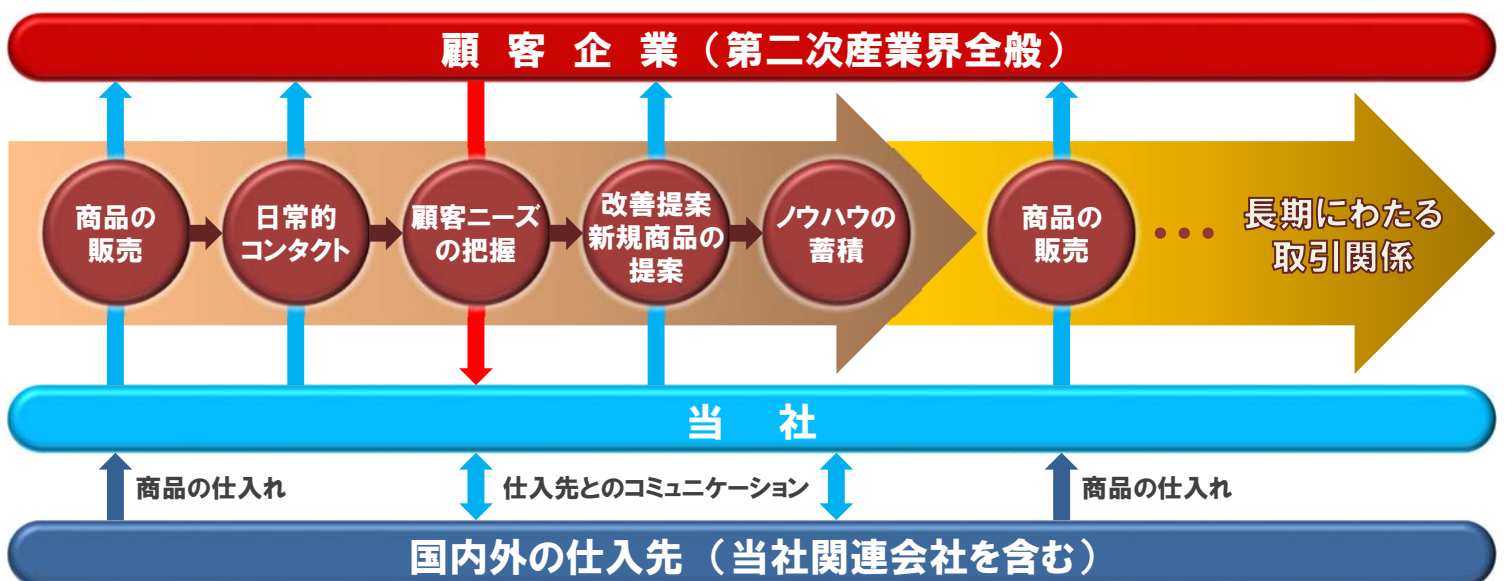 顧客企業（第二次産業界全般）
商品の
販売
日常的
コンタクト
顧客ニーズ
の把握
改善提案
新規商品の
提案
ノウハウの
蓄積
商品の
販売
・・・
長期にわたる
取引関係
当社
商品の仕入れ
仕入先とのコミュニケーション
商品の仕入れ
国内外の仕入先（当社関連会社を含む）